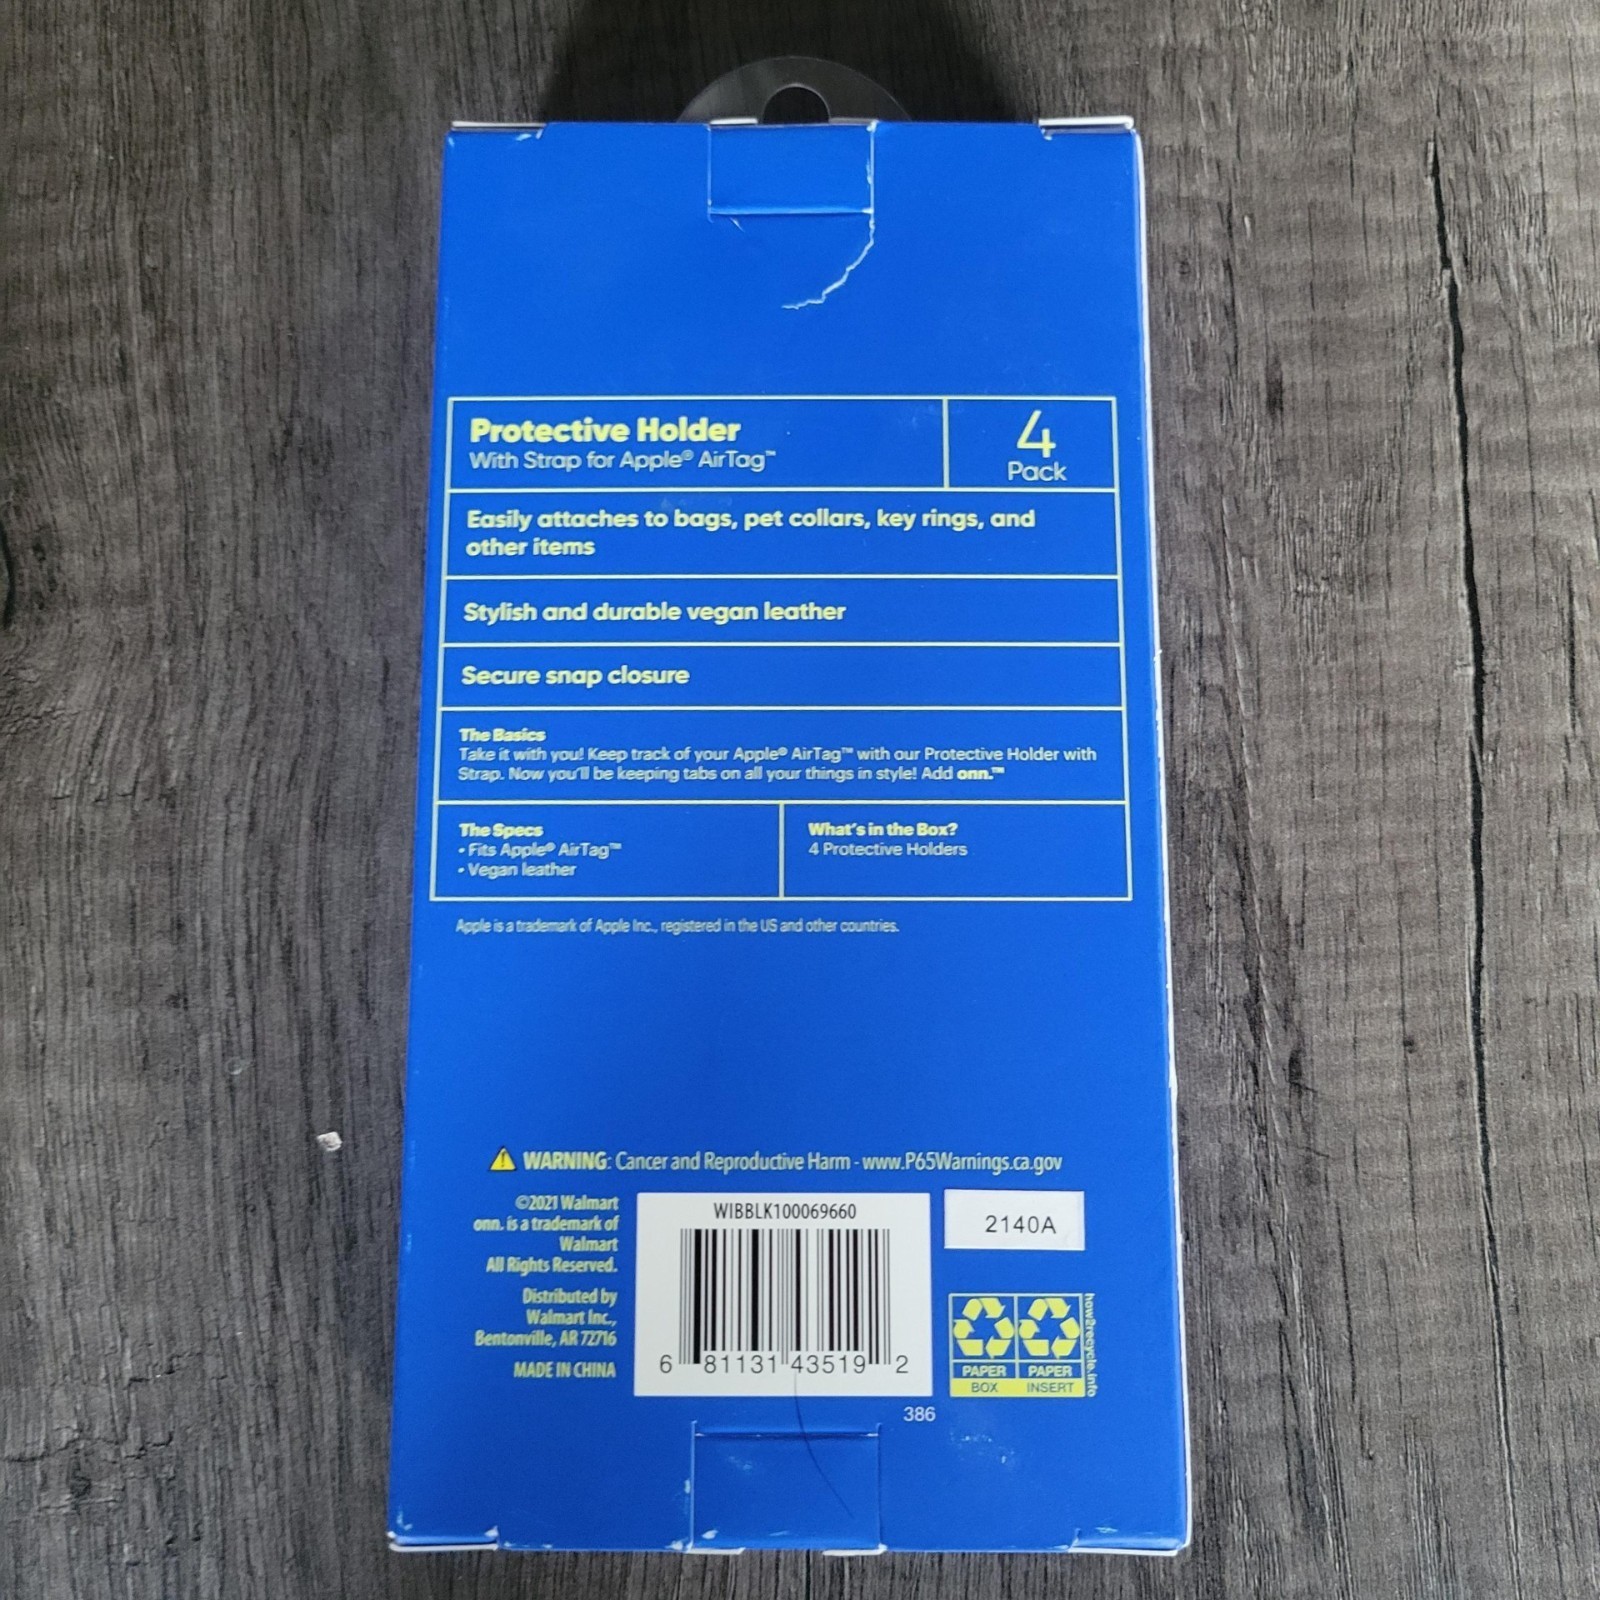 Protective Holder
With Strap for Apple® AirTag™
4
Pack
Easily attaches to bags, pet collars, key rings, and
other items
Stylish and durable vegan leather
Secure snap closure
The Basics
Take it with you! Keep track of your Apple® AirTag™ with our Protective Holder with
Strap. Now you'll be keeping tabs on all your things in style! Add onn.™
The Specs
• Fits Apple® AirTag™
• Vegan leather
What's in the Box?
4 Protective Holders
Apple is a trademark of Apple Inc., registered in the US and other countries.
WARNING: Cancer and Reproductive Harm - www.P65Warnings.ca.gov
©2021 Walmart
onn. is a trademark of
Walmart
All Rights Reserved.
Distributed by
Walmart Inc.,
Bentonville, AR 72716
MADE IN CHINA
WIBBLK100069660
6 81131 43519 2
386
2140A
PAPER
BOX
PAPER
INSERT
how2recycle.info